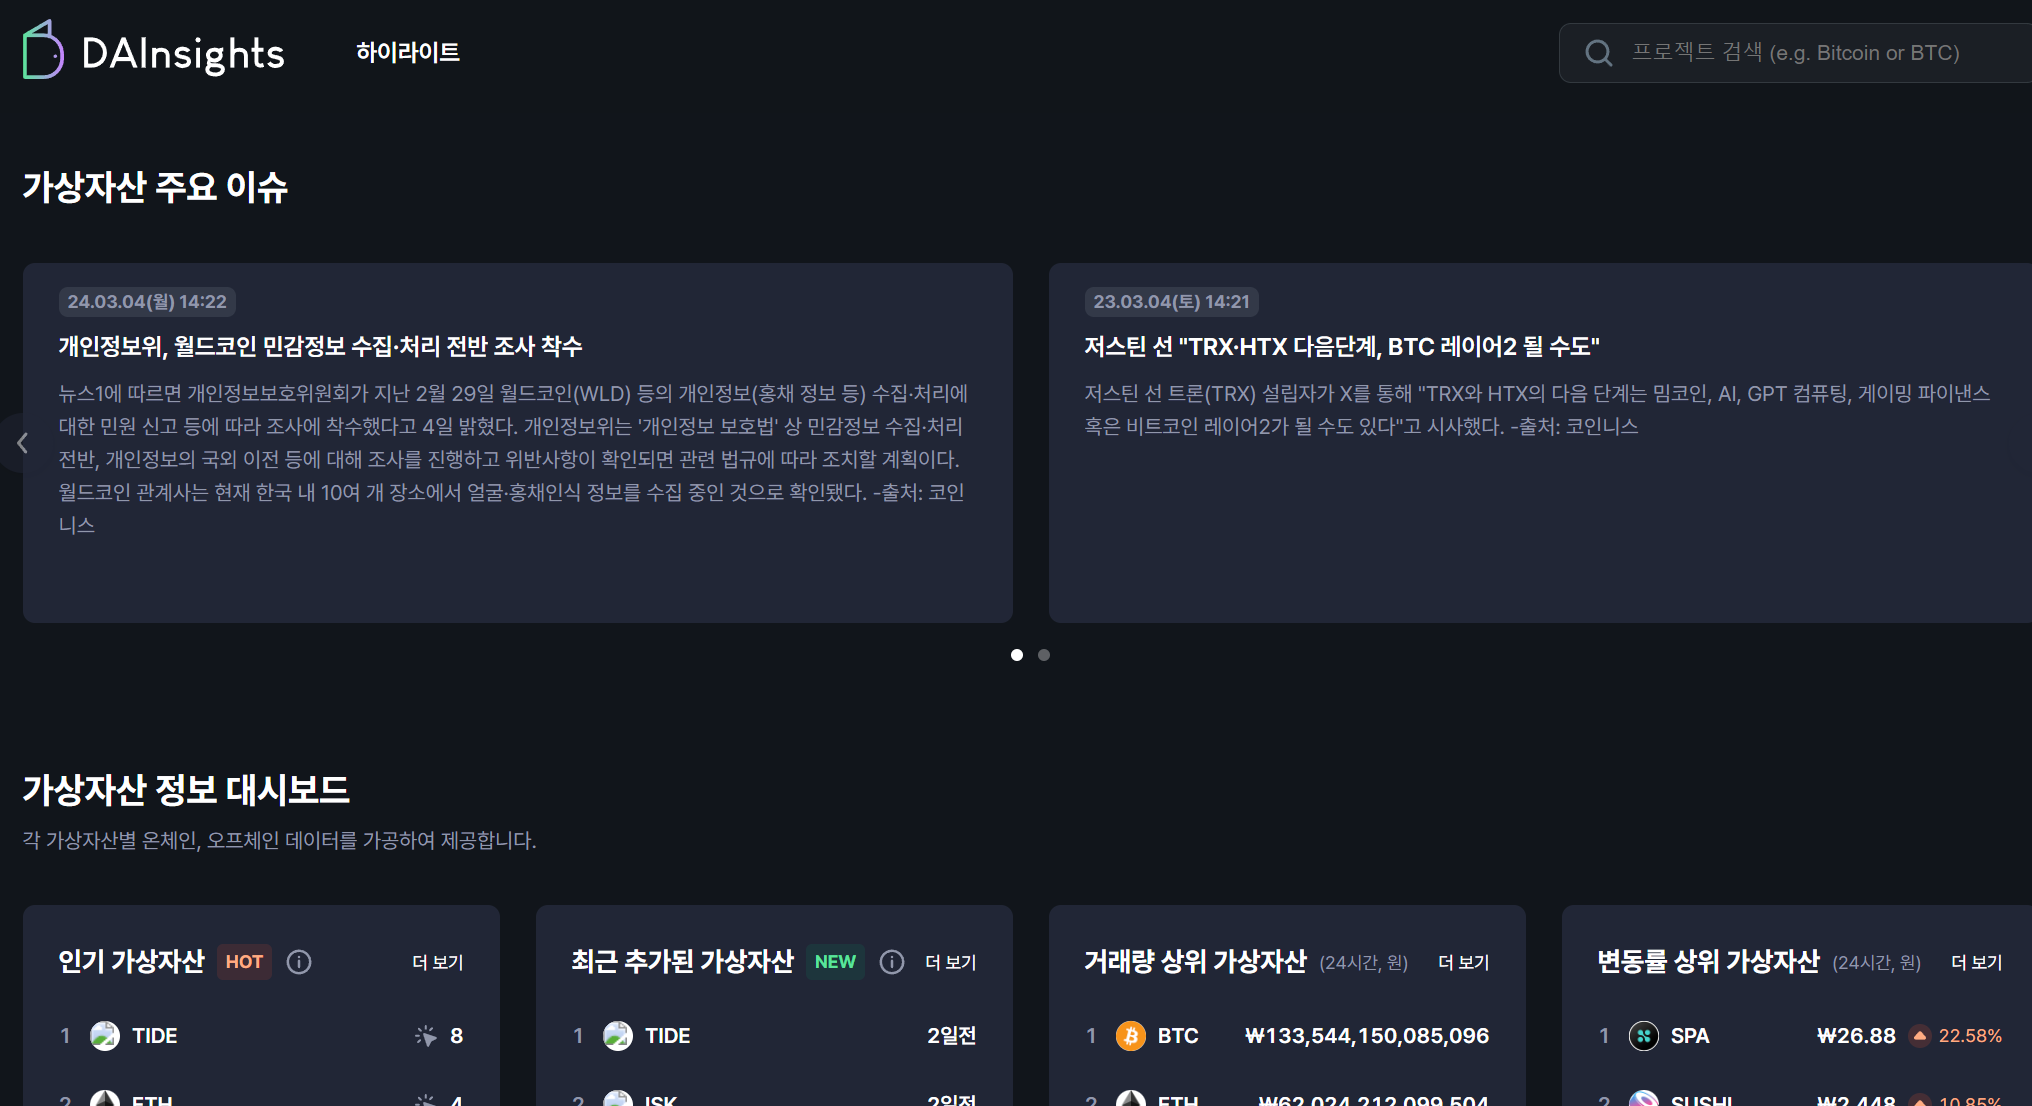 DAInsights
하이라이트
프로젝트 검색 (e.g. Bitcoin or BTC)
가상자산 주요 이슈
24.03.04(월) 14:22
개인정보위, 월드코인 민감정보 수집·처리 전반 조사 착수
뉴스1에 따르면 개인정보보호위원회가 지난 2월 29일 월드코인(WLD) 등의 개인정보(홍채 정보 등) 수집·처리에
대한 민원 신고 등에 따라 조사에 착수했다고 4일 밝혔다. 개인정보위는 '개인정보 보호법' 상 민감정보 수집·처리
전반, 개인정보의 국외 이전 등에 대해 조사를 진행하고 위반사항이 확인되면 관련 법규에 따라 조치할 계획이다.
월드코인 관계사는 현재 한국 내 10여 개 장소에서 얼굴·홍채인식 정보를 수집 중인 것으로 확인됐다. -출처: 코인
니스
23.03.04(토) 14:21
저스틴 선 "TRX·HTX 다음단계, BTC 레이어2 될 수도"
저스틴 선 트론(TRX) 설립자가 X를 통해 "TRX와 HTX의 다음 단계는 밈코인, AI, GPT 컴퓨팅, 게이밍 파이낸스
혹은 비트코인 레이어2가 될 수도 있다"고 시사했다. -출처: 코인니스
가상자산 정보 대시보드
각 가상자산별 온체인, 오프체인 데이터를 가공하여 제공합니다.
인기 가상자산 HOT 더 보기
1 TIDE 8
2 ETH 4
최근 추가된 가상자산 NEW 더 보기
1 TIDE 2일전
2 ISK 2일전
거래량 상위 가상자산 (24시간, 원) 더 보기
1 BTC ₩133,544,150,085,096
2 ETH ₩62,024,212,099,504
변동률 상위 가상자산 (24시간, 원) 더 보기
1 SPA ₩26.88 22.58%
2 SUSHI ₩2,448 10.85%